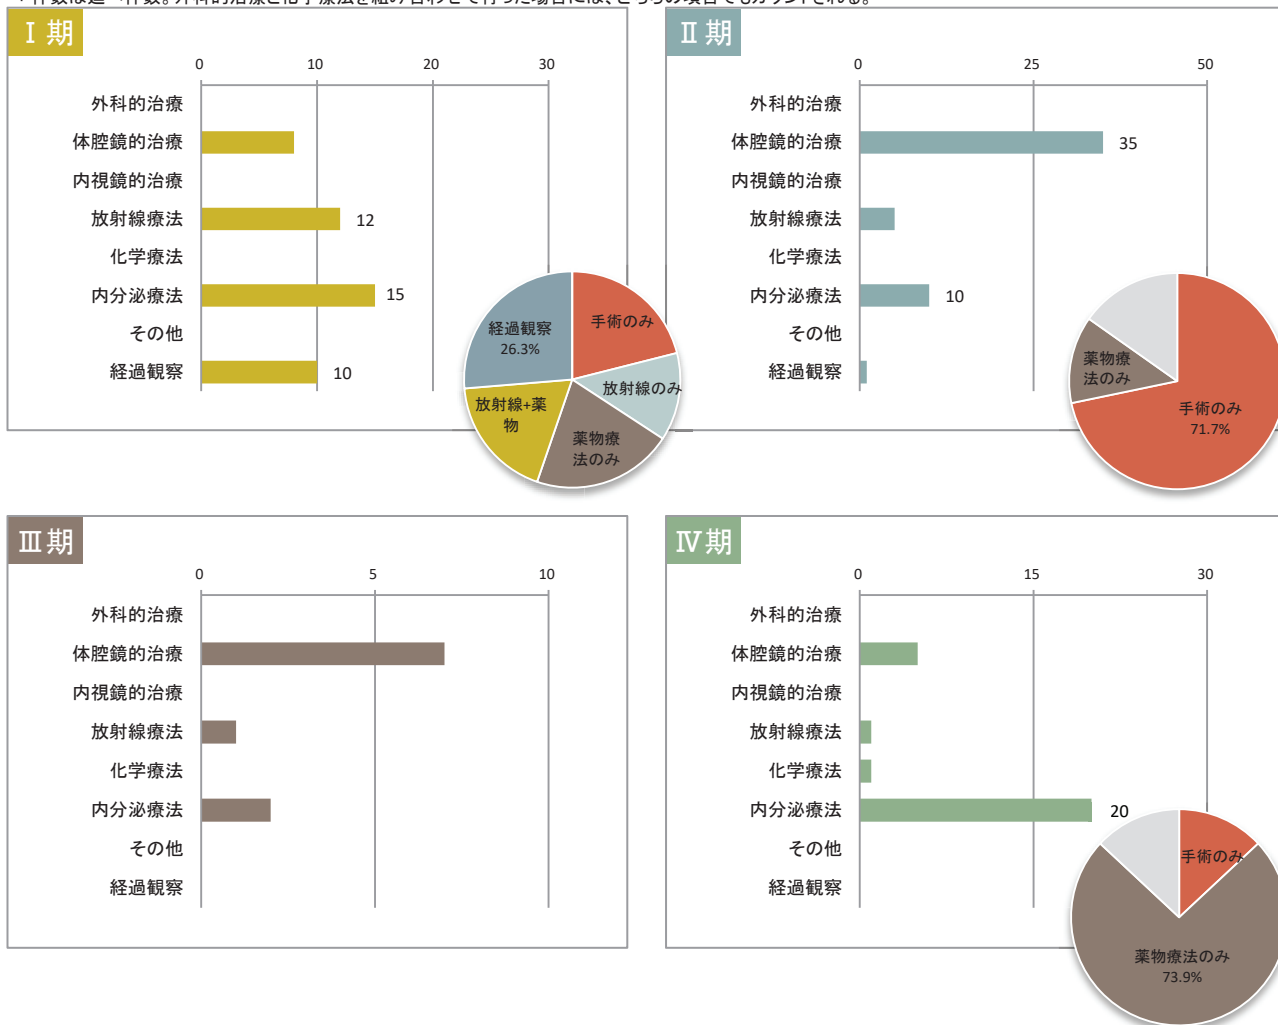 Ⅰ期
0 10 20 30
外科的治療
体腔鏡的治療
内視鏡的治療
放射線療法
12
化学療法
内分泌療法
15
その他
経過観察
10
経過観察
26.3%
手術のみ
放射線のみ
薬物療
法のみ
放射線+薬
物
Ⅱ期
0 25 50
外科的治療
体腔鏡的治療
35
内視鏡的治療
放射線療法
化学療法
内分泌療法
10
その他
経過観察
薬物療
法のみ
手術のみ
71.7%
Ⅲ期
0 5 10
外科的治療
体腔鏡的治療
内視鏡的治療
放射線療法
化学療法
内分泌療法
その他
経過観察
Ⅳ期
0 15 30
外科的治療
体腔鏡的治療
内視鏡的治療
放射線療法
化学療法
内分泌療法
20
その他
経過観察
手術のみ
薬物療法のみ
73.9%